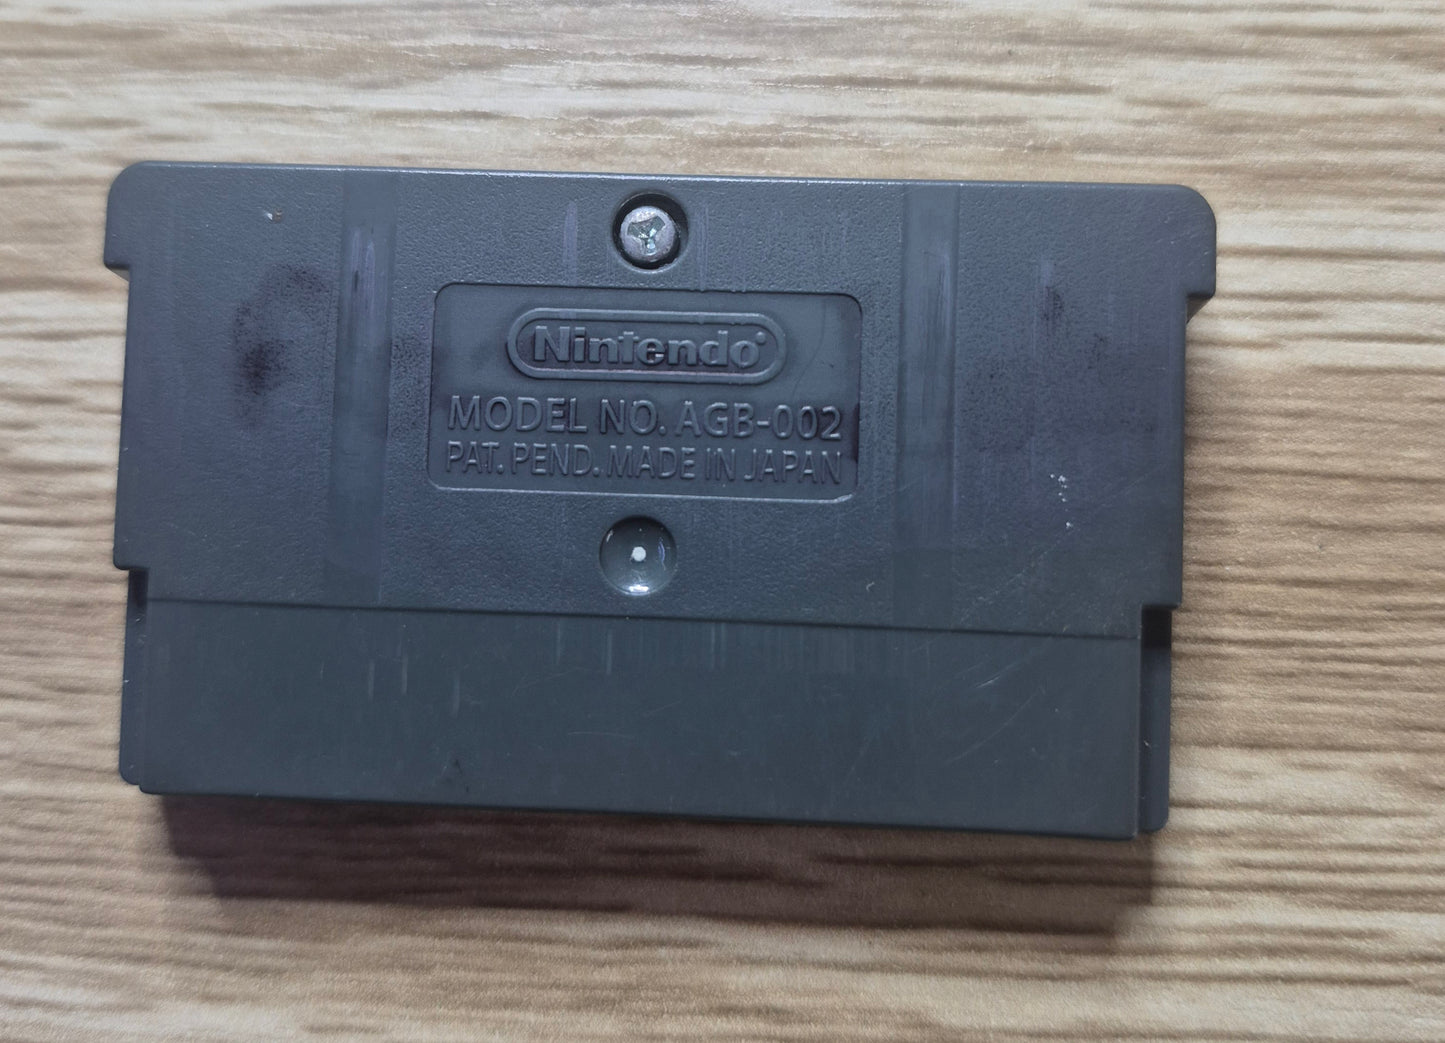 Nintendo®
MODEL NO. AGB-002
PAT. PEND. MADE IN JAPAN